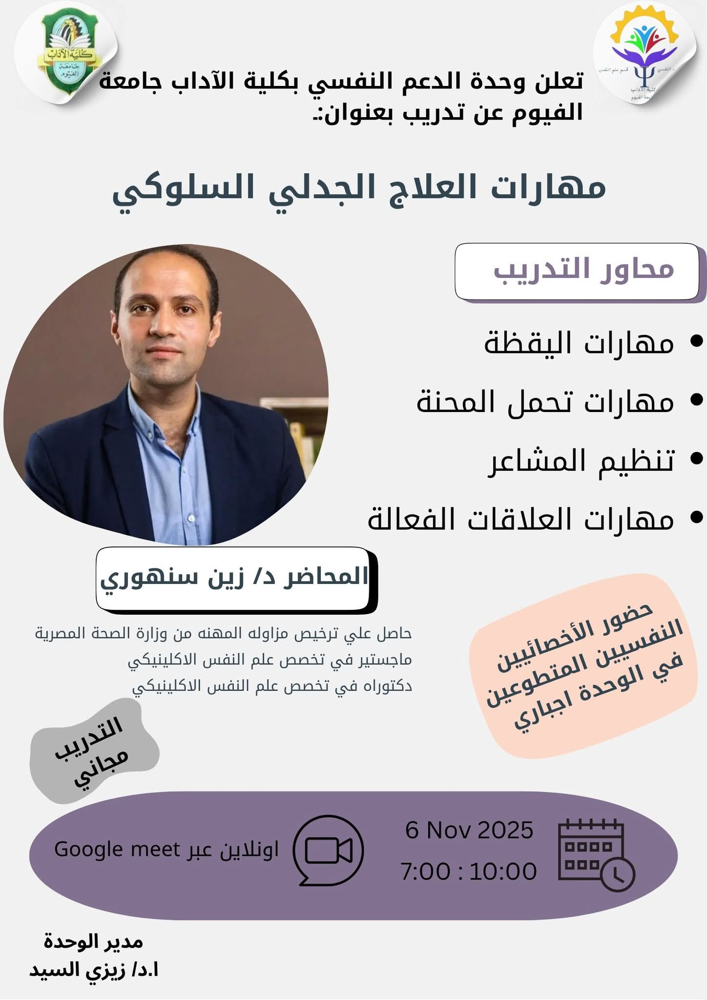 كلية الآداب
جامعة
الفيوم
قسم علم النفس
كلية الآداب
تعلن وحدة الدعم النفسي بكلية الآداب جامعة
الفيوم عن تدريب بعنوان:ـ
مهارات العلاج الجدلي السلوكي
محاور التدريب
• مهارات اليقظة
• مهارات تحمل المحنة
• تنظيم المشاعر
• مهارات العلاقات الفعالة
المحاضر د/ زين سنهوري
حاصل علي ترخيص مزاوله المهنه من وزارة الصحة المصرية
ماجستير في تخصص علم النفس الاكلينيكي
دكتوراه في تخصص علم النفس الاكلينيكي
حضور الأخصائيين
النفسيين المتطوعين
في الوحدة اجباري
التدريب
مجاني
6 Nov 2025
7:00 : 10:00
اونلاين عبر Google meet
مدير الوحدة
ا.د/ زيزي السيد